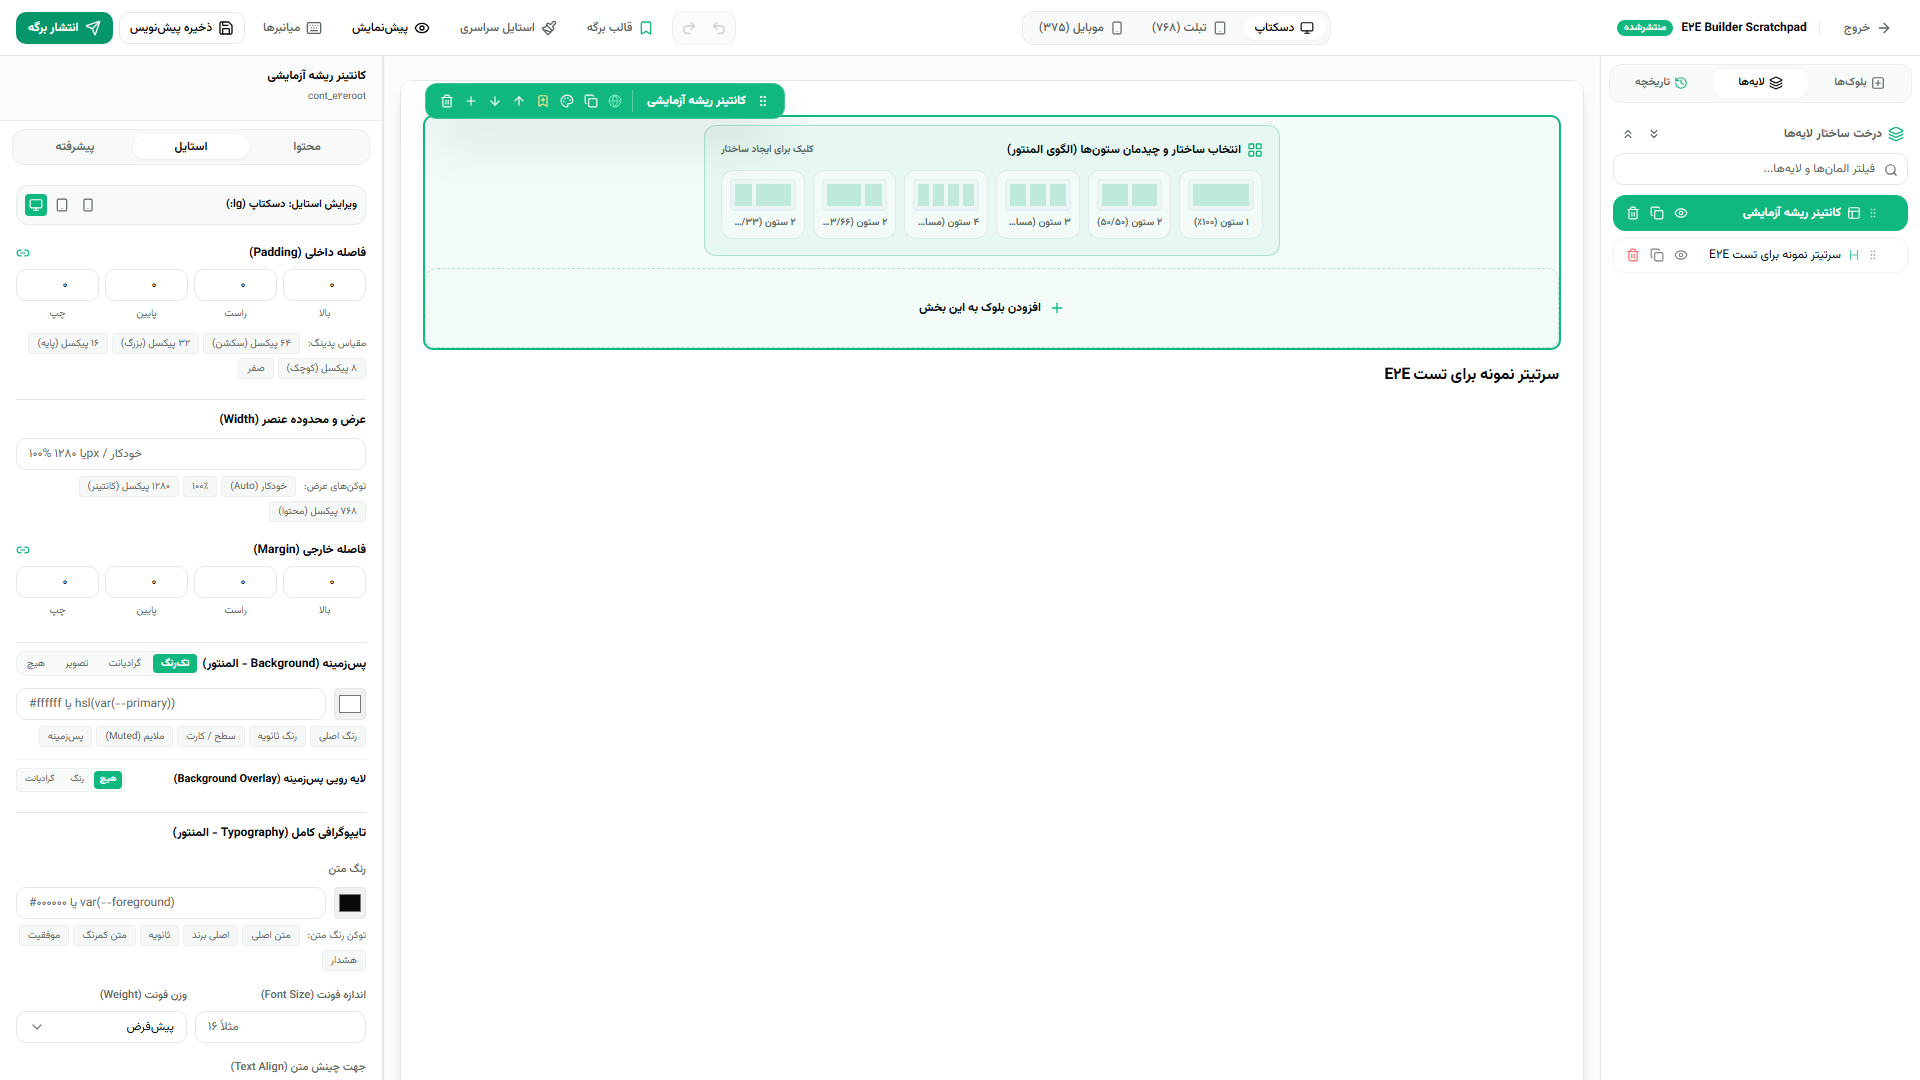 خروج
E2E Builder Scratchpad
منتشرشده
دسکتاپ
تبلت (۷۶۸)
موبایل (۳۷۵)
قالب برگه
استایل سراسری
پیش‌نمایش
میانبرها
ذخیره پیش‌نویس
انتشار برگه
بلوک‌ها
لایه‌ها
تاریخچه
درخت ساختار لایه‌ها
فیلتر المان‌ها و لایه‌ها...
کانتینر ریشه آزمایشی
سرتیتر نمونه برای تست E۲E
کانتینر ریشه آزمایشی
انتخاب ساختار و چیدمان ستون‌ها (الگوی المنتور)
کلیک برای ایجاد ساختار
۱ ستون (۱۰۰٪)
۲ ستون (۵۰/۵۰)
۳ ستون (مسا...
۴ ستون (مسا...
۲ ستون (۳/۶۶...
۲ ستون (۳۳/...
افزودن بلوک به این بخش
سرتیتر نمونه برای تست E۲E
کانتینر ریشه آزمایشی
cont_e۲eroot
محتوا
استایل
پیشرفته
ویرایش استایل: دسکتاپ (lg:)
فاصله داخلی (Padding)
۰ ۰ ۰ ۰
بالا راست پایین چپ
مقیاس پدینگ: ۶۴ پیکسل (سکشن) ۳۲ پیکسل (بزرگ) ۱۶ پیکسل (پایه)
۸ پیکسل (کوچک) صفر
عرض و محدوده عنصر (Width)
خودکار / pxیا ۱۲۸۰ %۱۰۰
توکن‌های عرض: خودکار (Auto) ۱۰۰٪ ۱۲۸۰ پیکسل (کانتینر)
۷۶۸ پیکسل (محتوا)
فاصله خارجی (Margin)
۰ ۰ ۰ ۰
بالا راست پایین چپ
پس‌زمینه (Background - المنتور)
تک‌رنگ گرادیانت تصویر هیچ
#ffffff یا hsl(var(--primary))
رنگ اصلی رنگ ثانویه سطح / کارت ملایم (Muted) پس‌زمینه
لایه رویی پس‌زمینه (Background Overlay)
هیچ رنگ گرادیانت
تایپوگرافی کامل (Typography - المنتور)
رنگ متن
#۰۰۰۰۰۰ یا var(--foreground)
توکن رنگ متن: متن اصلی اصلی برند ثانویه متن کمرنگ موفقیت
هشدار
اندازه فونت (Font Size)
وزن فونت (Weight)
مثلاً ۱۶
پیش‌فرض
جهت چینش متن (Text Align)